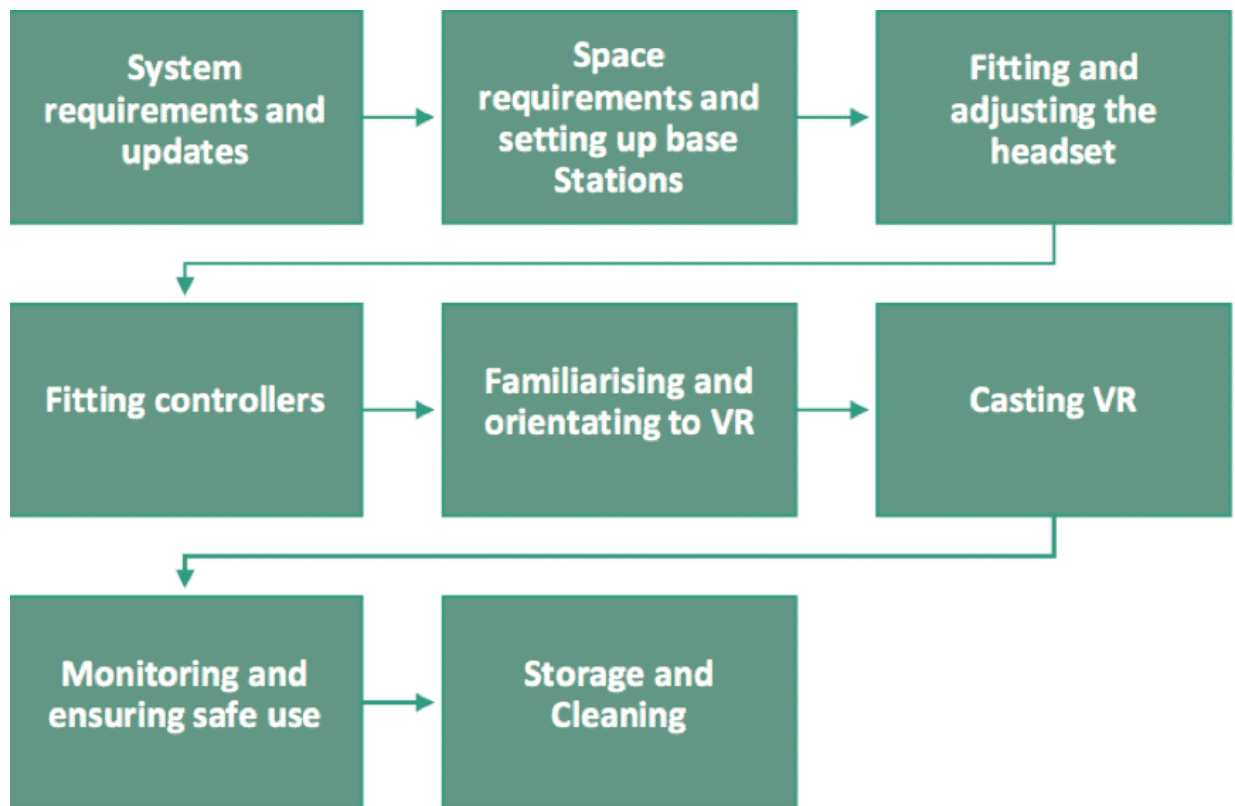 System
requirements and
updates
Space
requirements and
setting up base
Stations
Fitting and
adjusting the
headset
Fitting controllers
Familiarising and
orientating to VR
Casting VR
Monitoring and
ensuring safe use
Storage and
Cleaning